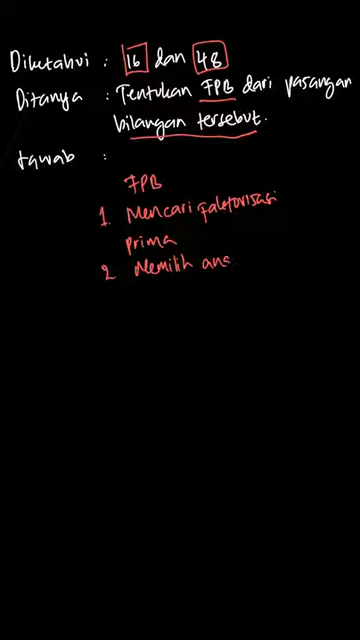 Diketahui : 16 dan 48
Ditanya : Tentukan FPB dari pasangan
bilangan tersebut.
Jawab :
FPB
1. Mencari Faktorisasi
prima
2 Memilih ang